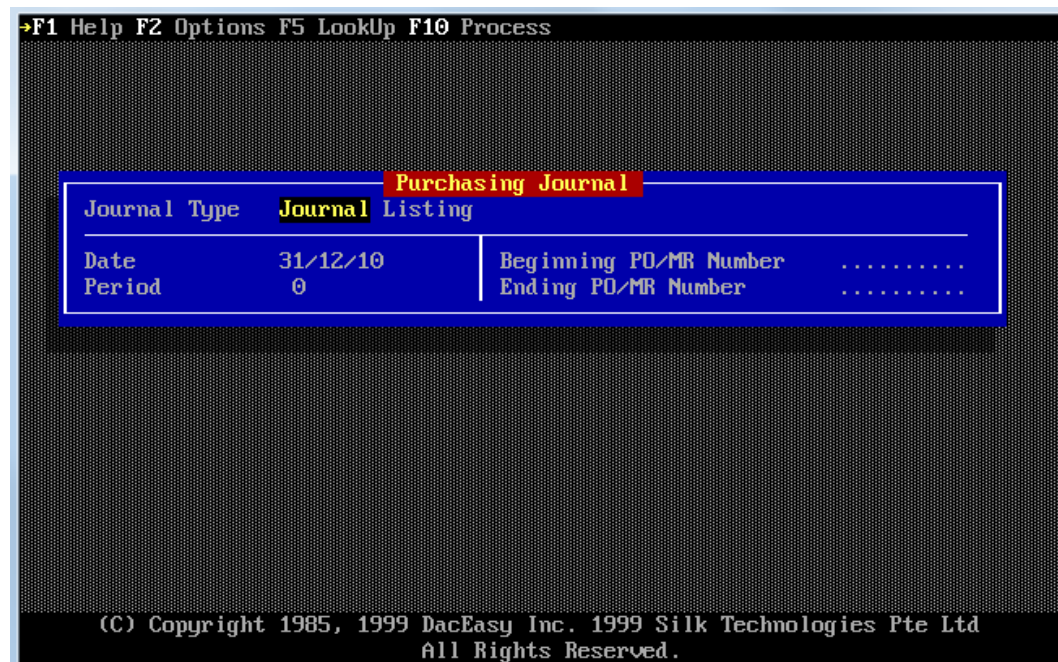 →F1 Help F2 Options F5 LookUp F10 Process
Purchasing Journal
Journal Type Journal Listing
Date 31/12/10 Beginning PO/MR Number ..........
Period 0 Ending PO/MR Number ..........
(C) Copyright 1985, 1999 DacEasy Inc. 1999 Silk Technologies Pte Ltd
All Rights Reserved.